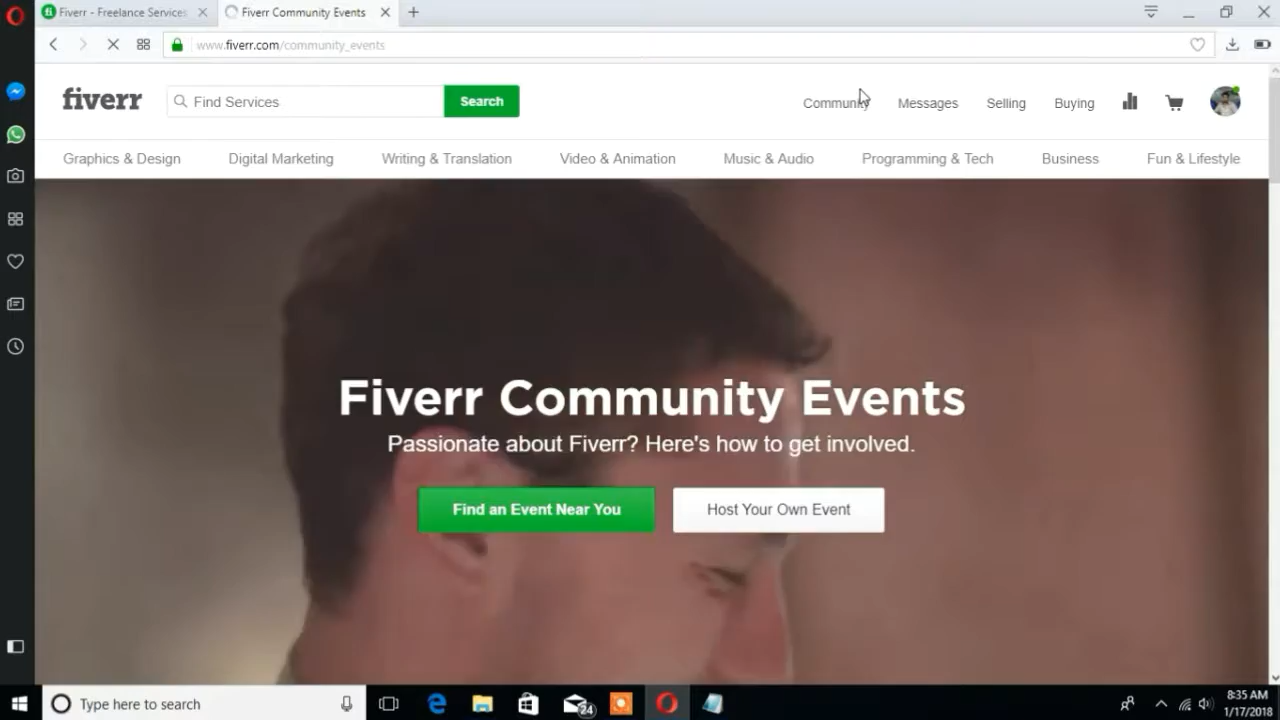 Fiverr - Freelance Services
Fiverr Community Events
www.fiverr.com/community_events
fiverr
Find Services
Search
Community
Messages
Selling
Buying
Graphics & Design
Digital Marketing
Writing & Translation
Video & Animation
Music & Audio
Programming & Tech
Business
Fun & Lifestyle
Fiverr Community Events
Passionate about Fiverr? Here's how to get involved.
Find an Event Near You
Host Your Own Event
Type here to search
24
8:35 AM
1/17/2018